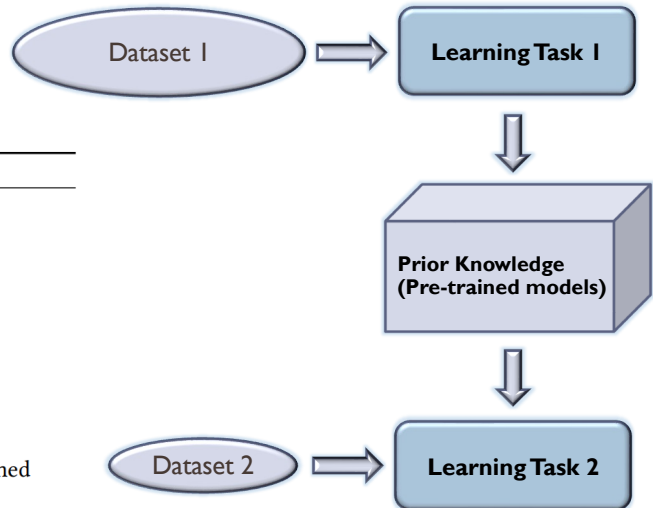 Dataset 1
Learning Task 1
Prior Knowledge
(Pre-trained models)
Dataset 2
Learning Task 2